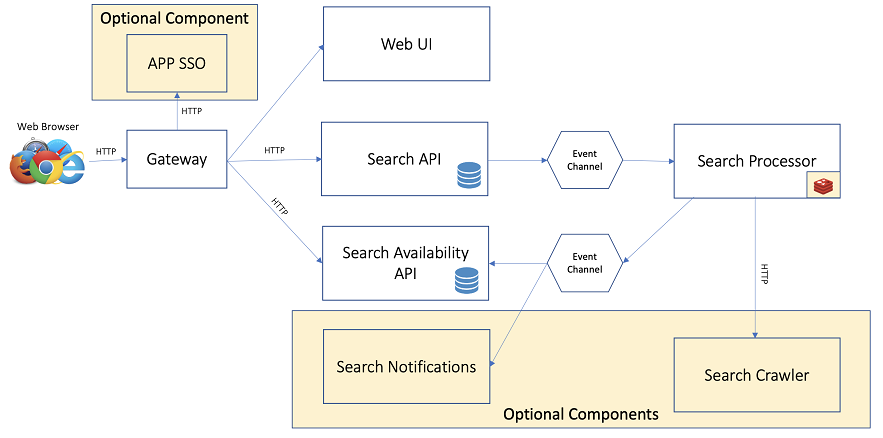 Optional Component
APP SSO
HTTP
Web Browser
HTTP
Gateway
Web UI
HTTP
Search API
Event
Channel
Search Processor
HTTP
Search Availability
API
Event
Channel
HTTP
Search Notifications
Search Crawler
Optional Components